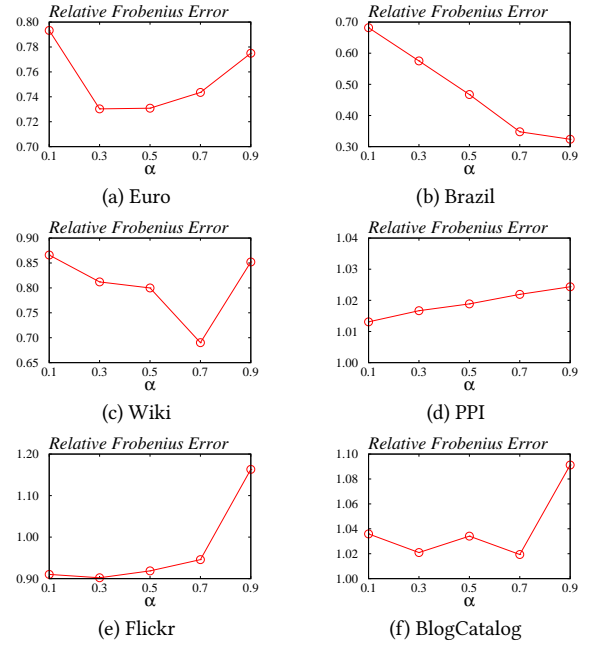 Relative Frobenius Error
0.80
0.78
0.76
0.74
0.72
0.70
0.1 0.3 0.5 0.7 0.9
α
(a) Euro
Relative Frobenius Error
0.70
0.60
0.50
0.40
0.30
0.1 0.3 0.5 0.7 0.9
α
(b) Brazil
Relative Frobenius Error
0.90
0.85
0.80
0.75
0.70
0.65
0.1 0.3 0.5 0.7 0.9
α
(c) Wiki
Relative Frobenius Error
1.04
1.03
1.02
1.01
1.00
0.1 0.3 0.5 0.7 0.9
α
(d) PPI
Relative Frobenius Error
1.20
1.10
1.00
0.90
0.1 0.3 0.5 0.7 0.9
α
(e) Flickr
Relative Frobenius Error
1.10
1.08
1.06
1.04
1.02
1.00
0.1 0.3 0.5 0.7 0.9
α
(f) BlogCatalog